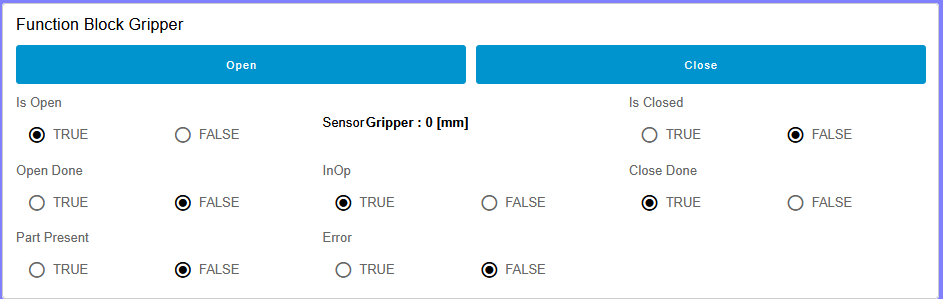 Function Block Gripper
Open Close
Is Open Is Closed
SensorGripper : 0 [mm]
TRUE FALSE TRUE FALSE
Open Done InOp Close Done
TRUE FALSE TRUE FALSE TRUE FALSE
Part Present Error
TRUE FALSE TRUE FALSE